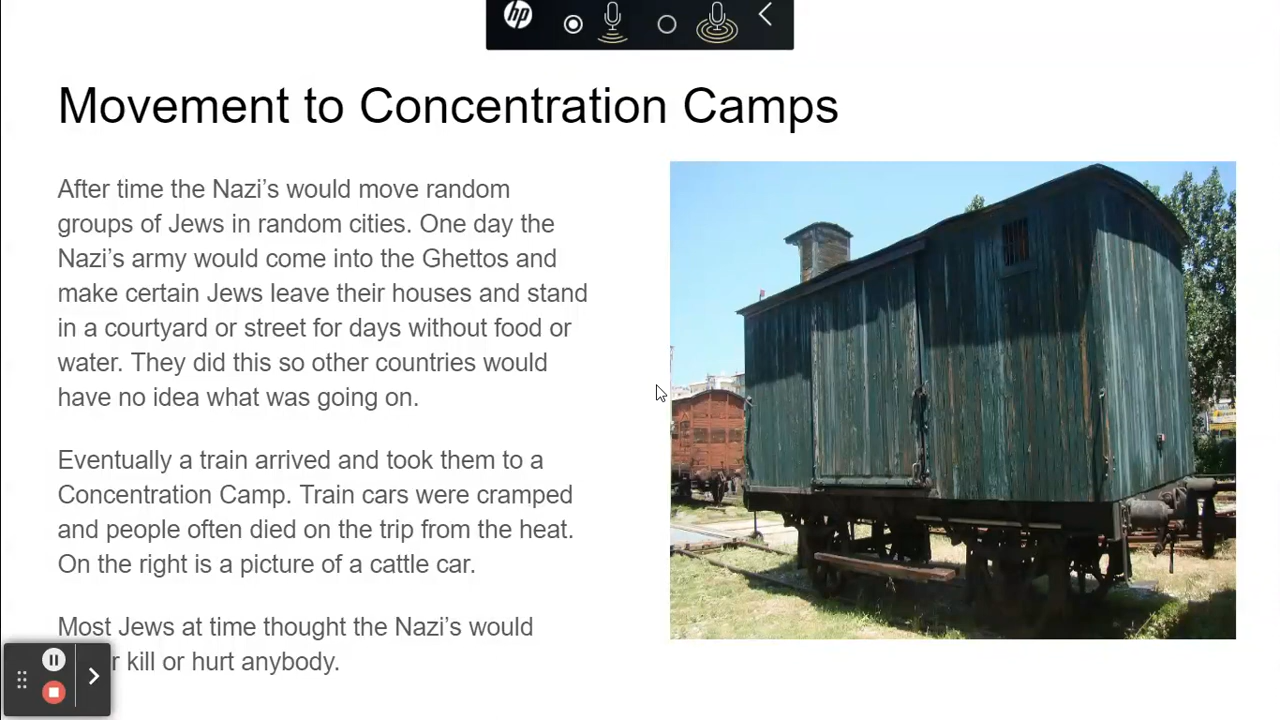 hp
Movement to Concentration Camps
After time the Nazi's would move random
groups of Jews in random cities. One day the
Nazi's army would come into the Ghettos and
make certain Jews leave their houses and stand
in a courtyard or street for days without food or
water. They did this so other countries would
have no idea what was going on.
Eventually a train arrived and took them to a
Concentration Camp. Train cars were cramped
and people often died on the trip from the heat.
On the right is a picture of a cattle car.
Most Jews at time thought the Nazi's would
kill or hurt anybody.